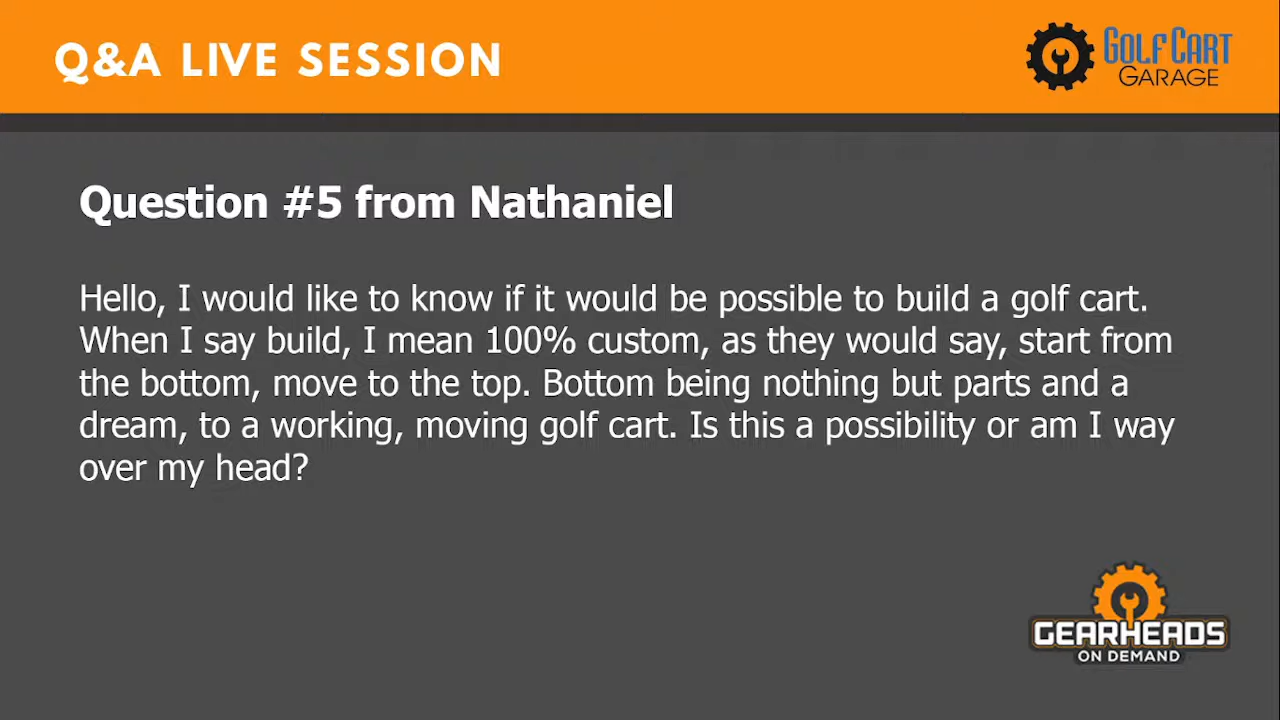 Q&A LIVE SESSION
GOLF CART
GARAGE
Question #5 from Nathaniel
Hello, I would like to know if it would be possible to build a golf cart.
When I say build, I mean 100% custom, as they would say, start from
the bottom, move to the top. Bottom being nothing but parts and a
dream, to a working, moving golf cart. Is this a possibility or am I way
over my head?
GEARHEADS
ON DEMAND